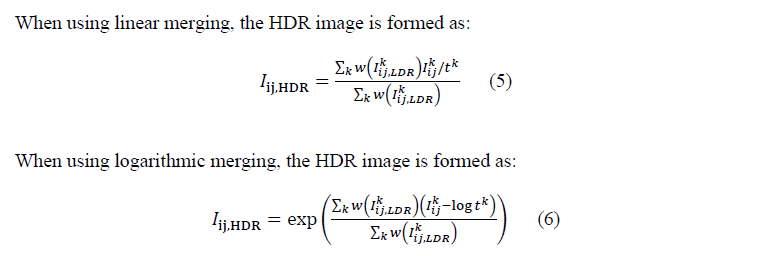 When using linear merging, the HDR image is formed as:
I_{ij,HDR} = \frac{\sum_k w(I^k_{ij,LDR}) I^k_{ij}/t^k}{\sum_k w(I^k_{ij,LDR})} (5)
When using logarithmic merging, the HDR image is formed as:
I_{ij,HDR} = \exp\left(\frac{\sum_k w(I^k_{ij,LDR})(I^k_{ij} - \log t^k)}{\sum_k w(I^k_{ij,LDR})}\right) (6)